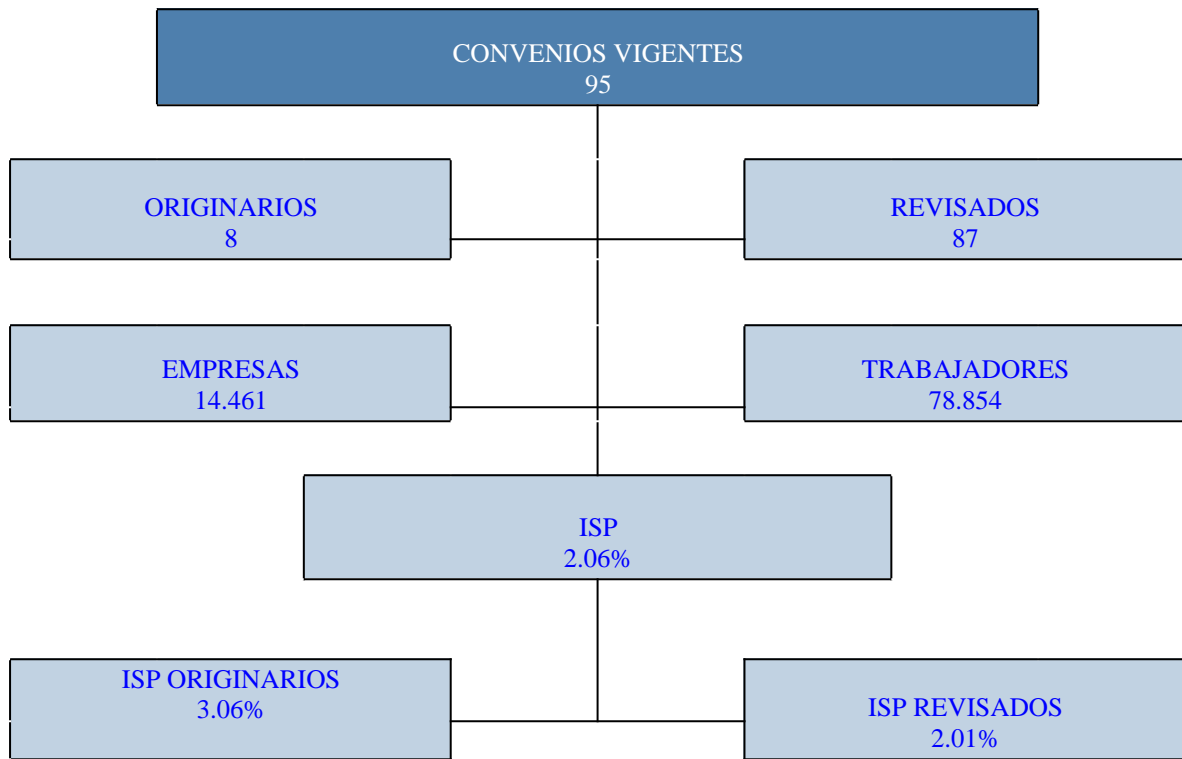 CONVENIOS VIGENTES
95
ORIGINARIOS
8
REVISADOS
87
EMPRESAS
14.461
TRABAJADORES
78.854
ISP
2.06%
ISP ORIGINARIOS
3.06%
ISP REVISADOS
2.01%